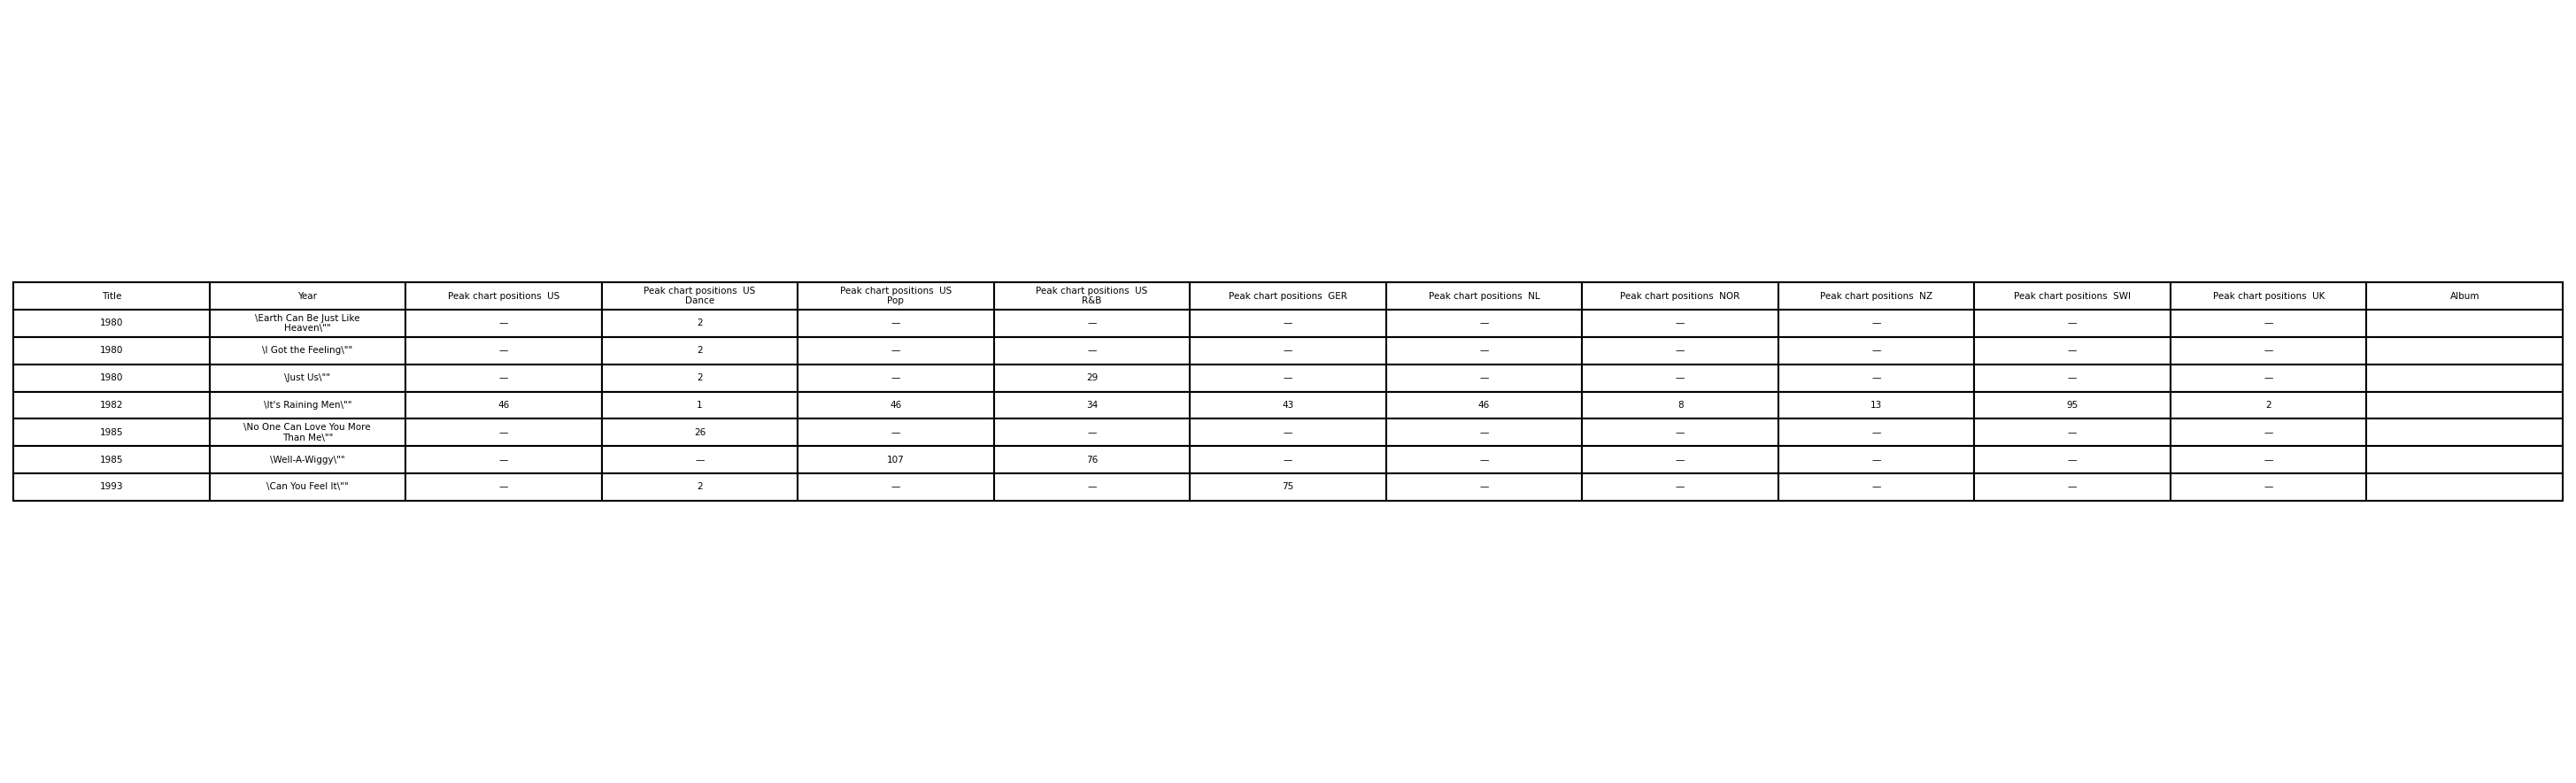 Title Year Peak chart positions  US Peak chart positions  US Dance Peak chart positions  US Pop Peak chart positions  US R&B Peak chart positions  GER Peak chart positions  NL Peak chart positions  NOR Peak chart positions  NZ Peak chart positions  SWI Peak chart positions  UK Album
1980 \Earth Can Be Just Like Heaven\"" — 2 — — — — — — — —
1980 \I Got the Feeling\"" — 2 — — — — — — — —
1980 \Just Us\"" — 2 — 29 — — — — — —
1982 \It's Raining Men\"" 46 1 46 34 43 46 8 13 95 2
1985 \No One Can Love You More Than Me\"" — 26 — — — — — — — —
1985 \Well-A-Wiggy\"" — — 107 76 — — — — — —
1993 \Can You Feel It\"" — 2 — — 75 — — — — —